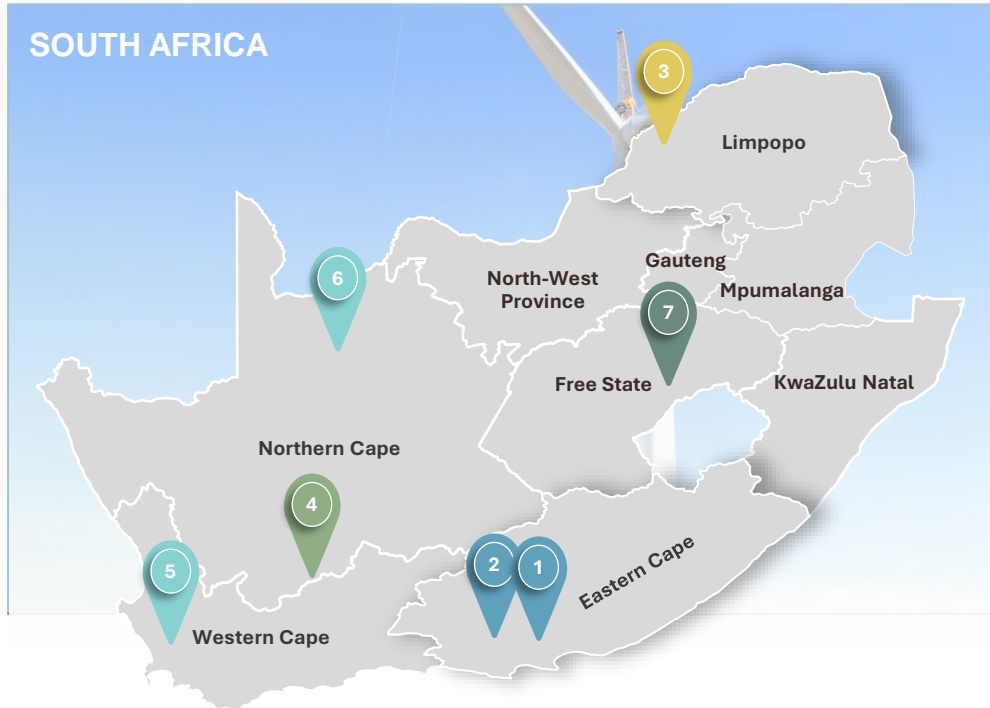 SOUTH AFRICA
3
Limpopo
Gauteng
6
North-West
Province
Mpumalanga
7
Free State
KwaZulu Natal
Northern Cape
4
5
2
1
Eastern Cape
Western Cape